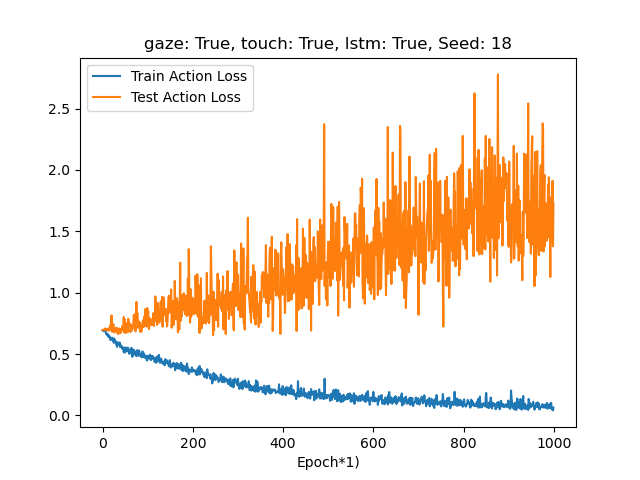 gaze: True, touch: True, lstm: True, Seed: 18
Train Action Loss
Test Action Loss
2.5
2.0
1.5
1.0
0.5
0.0
0 200 400 600 800 1000
Epoch*1)